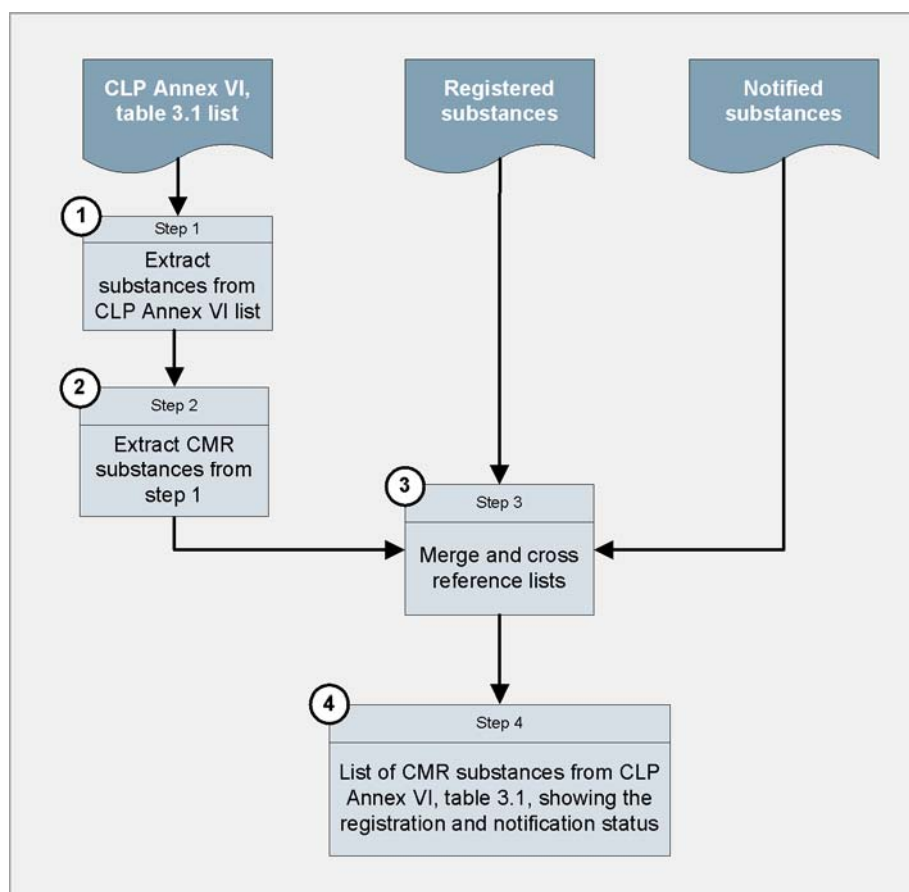 CLP Annex VI,
table 3.1 list
Registered
substances
Notified
substances
1
Step 1
Extract
substances from
CLP Annex VI list
2
Step 2
Extract CMR
substances from
step 1
3
Step 3
Merge and cross
reference lists
4
Step 4
List of CMR substances from CLP
Annex VI, table 3.1, showing the
registration and notification status